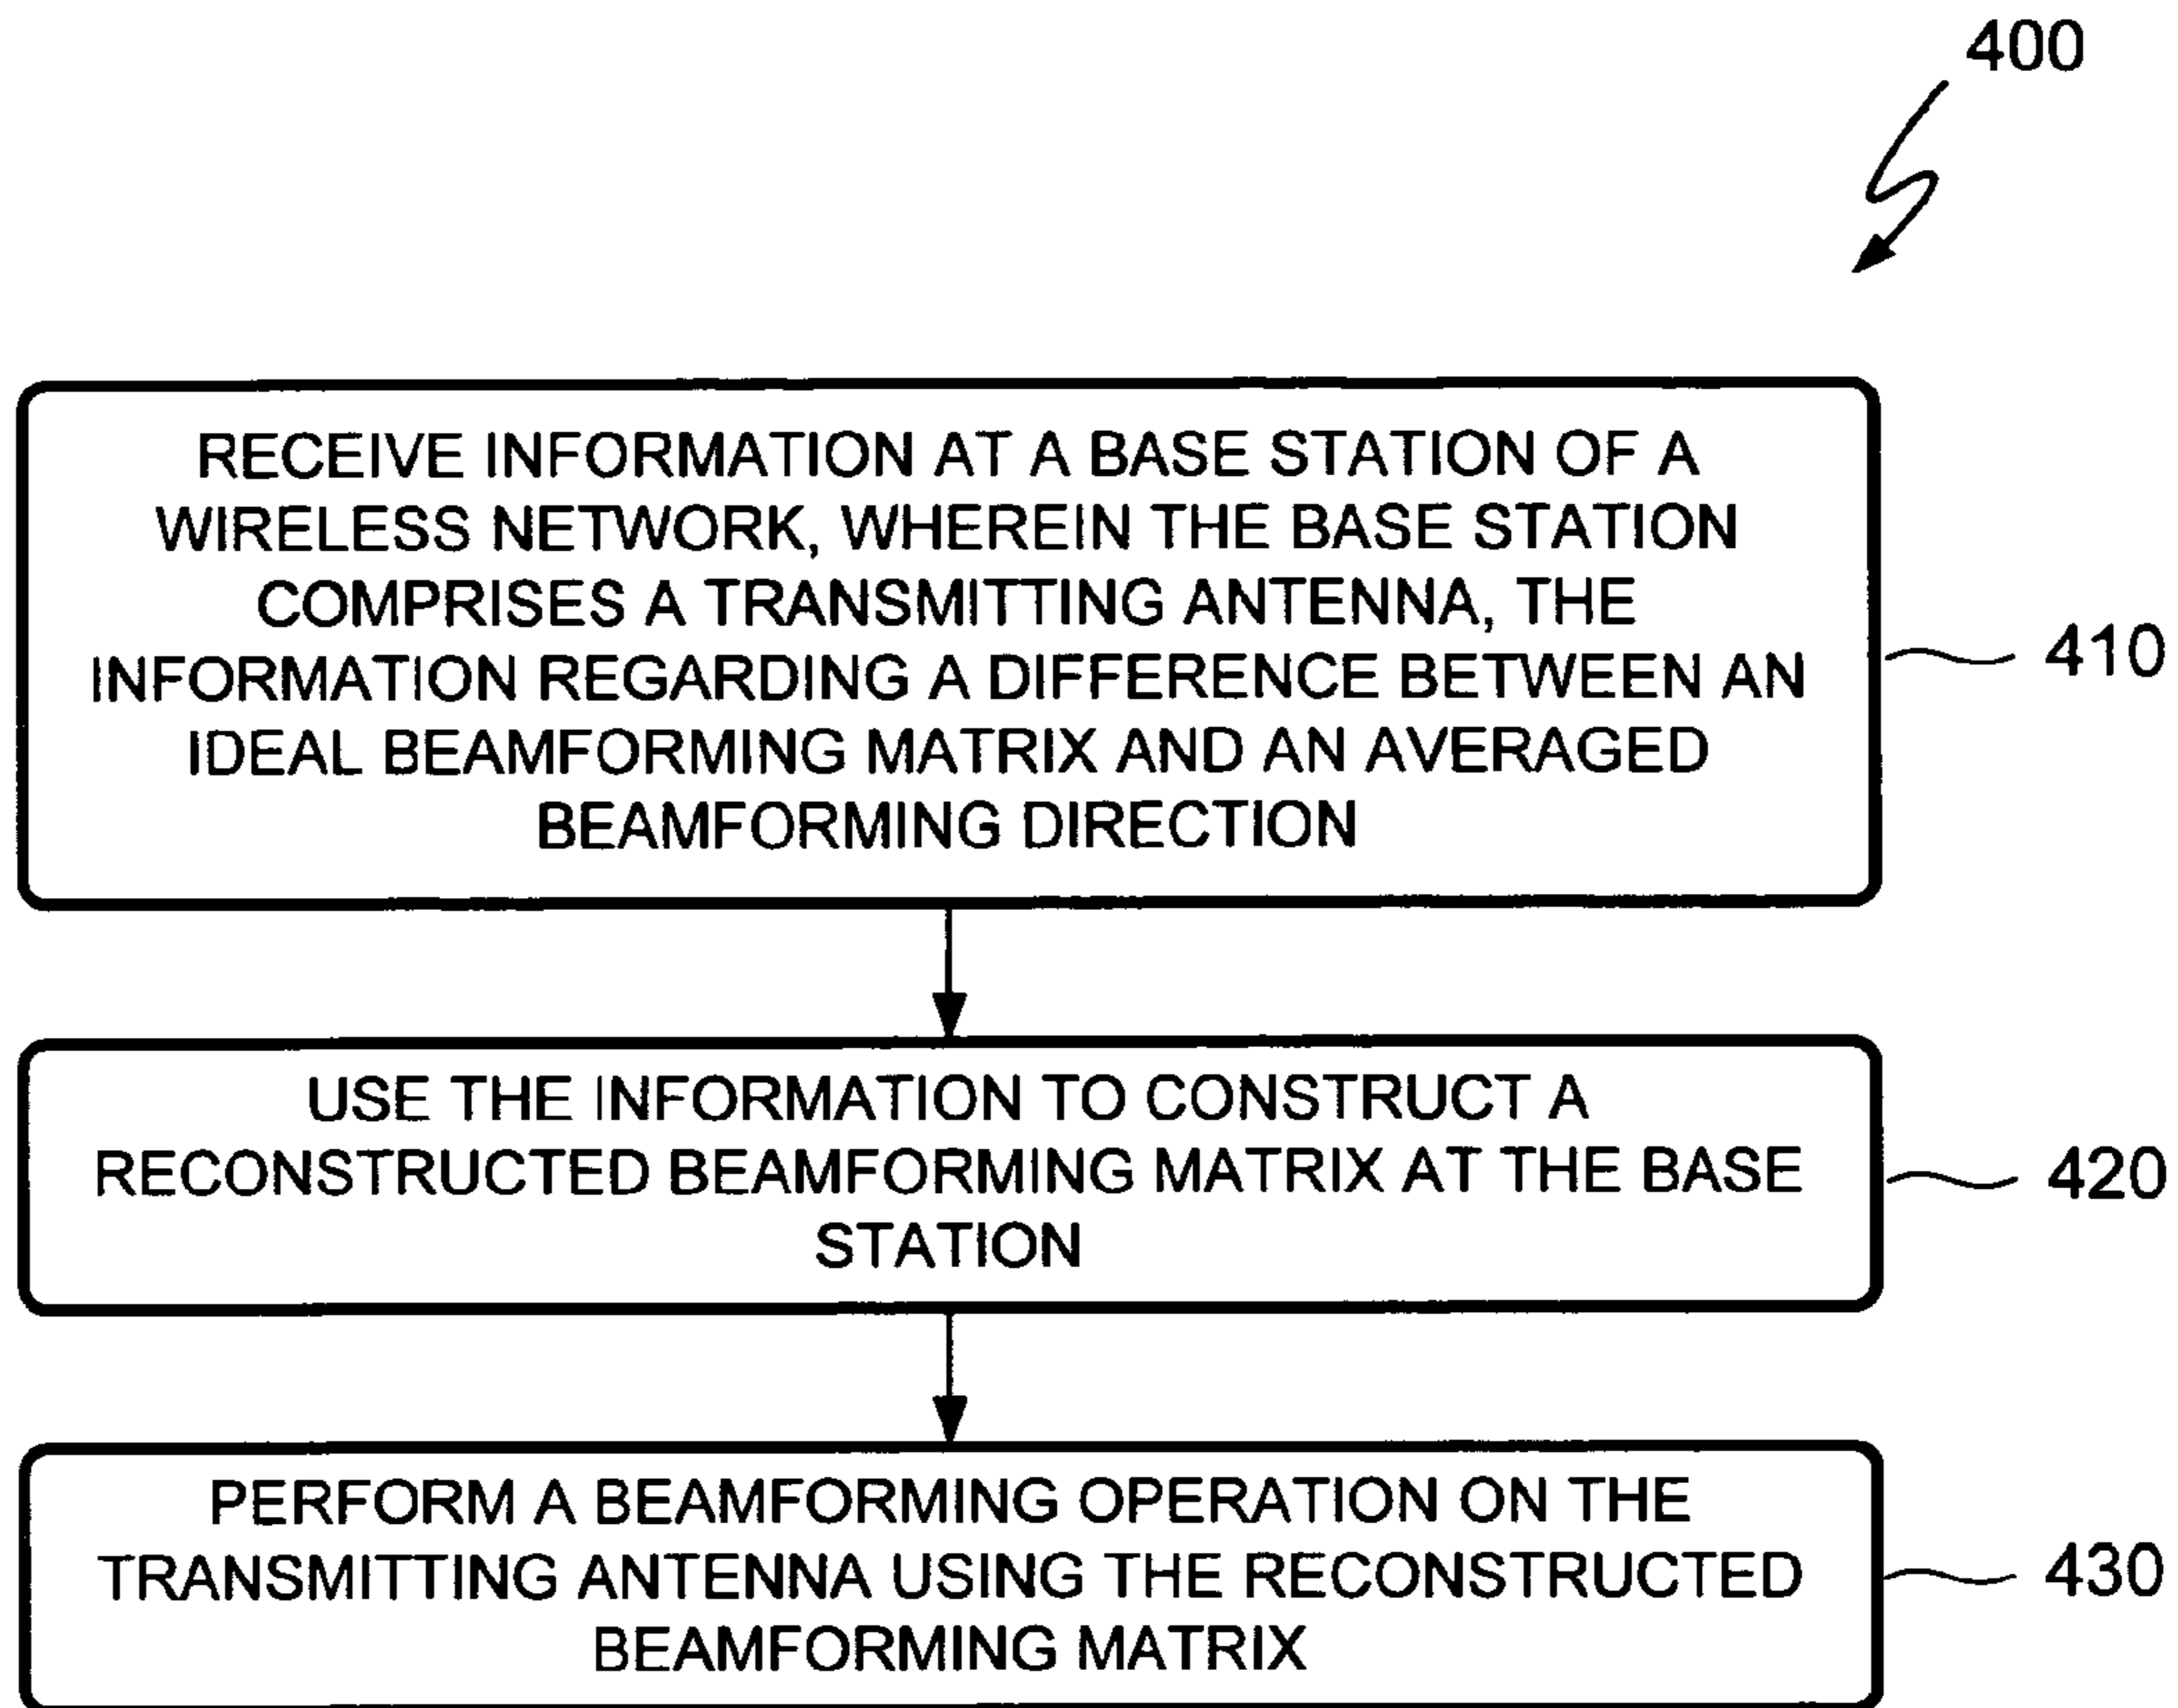 400
RECEIVE INFORMATION AT A BASE STATION OF A
WIRELESS NETWORK, WHEREIN THE BASE STATION
COMPRISES A TRANSMITTING ANTENNA, THE
INFORMATION REGARDING A DIFFERENCE BETWEEN AN
IDEAL BEAMFORMING MATRIX AND AN AVERAGED
BEAMFORMING DIRECTION
410
USE THE INFORMATION TO CONSTRUCT A
RECONSTRUCTED BEAMFORMING MATRIX AT THE BASE
STATION
420
PERFORM A BEAMFORMING OPERATION ON THE
TRANSMITTING ANTENNA USING THE RECONSTRUCTED
BEAMFORMING MATRIX
430